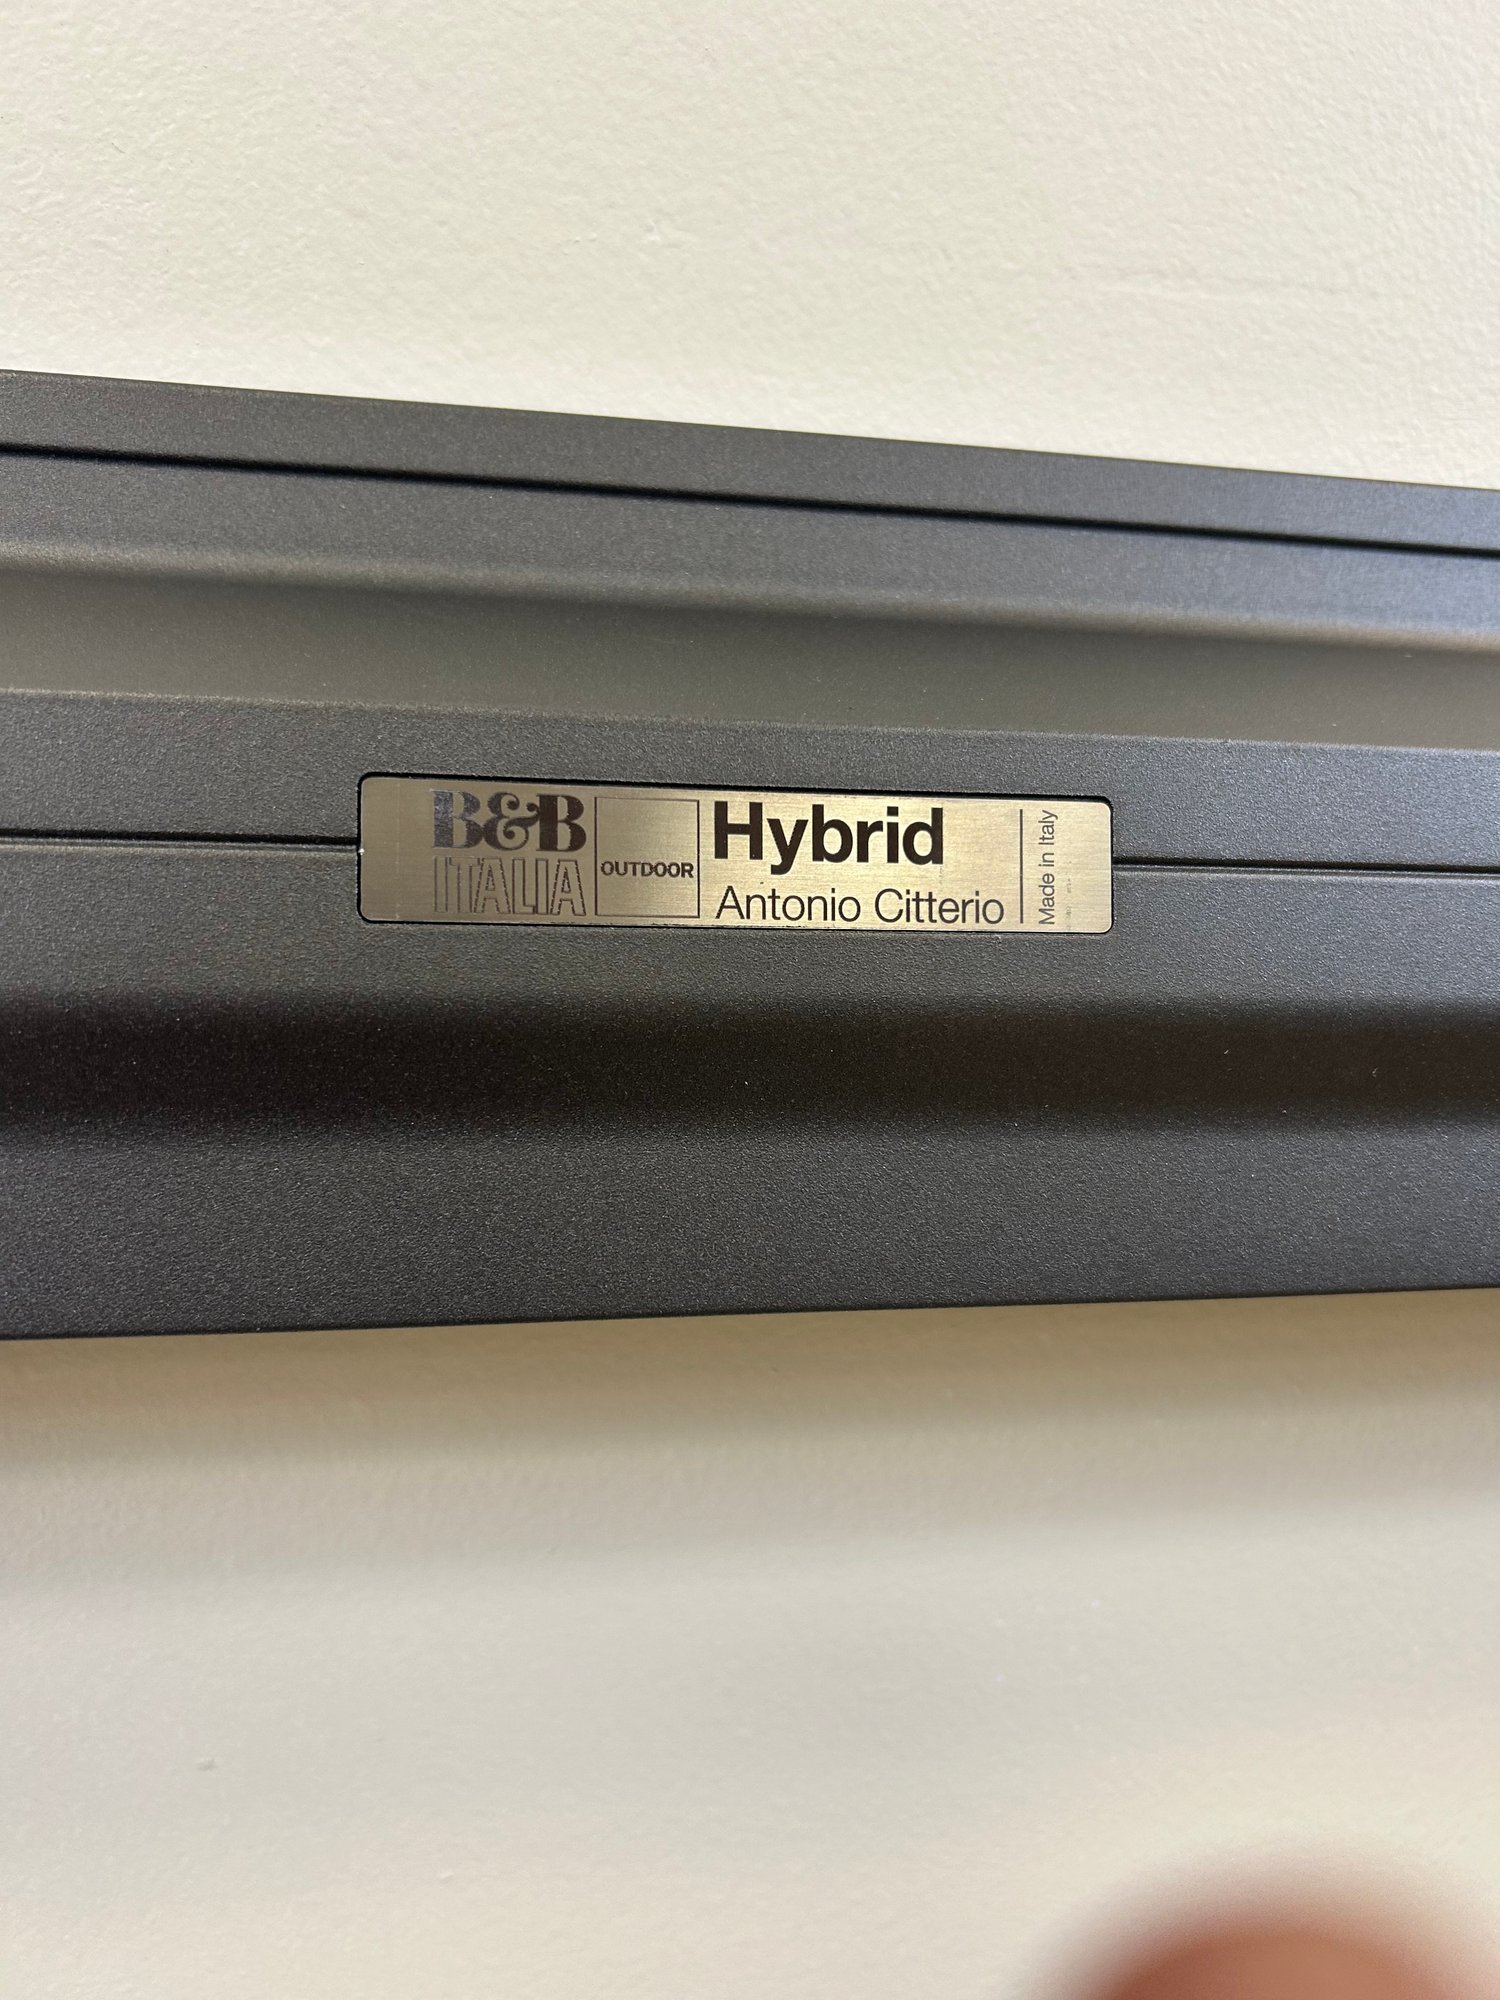 B&B
ITALIA
OUTDOOR
Hybrid
Antonio Citterio
Made in Italy